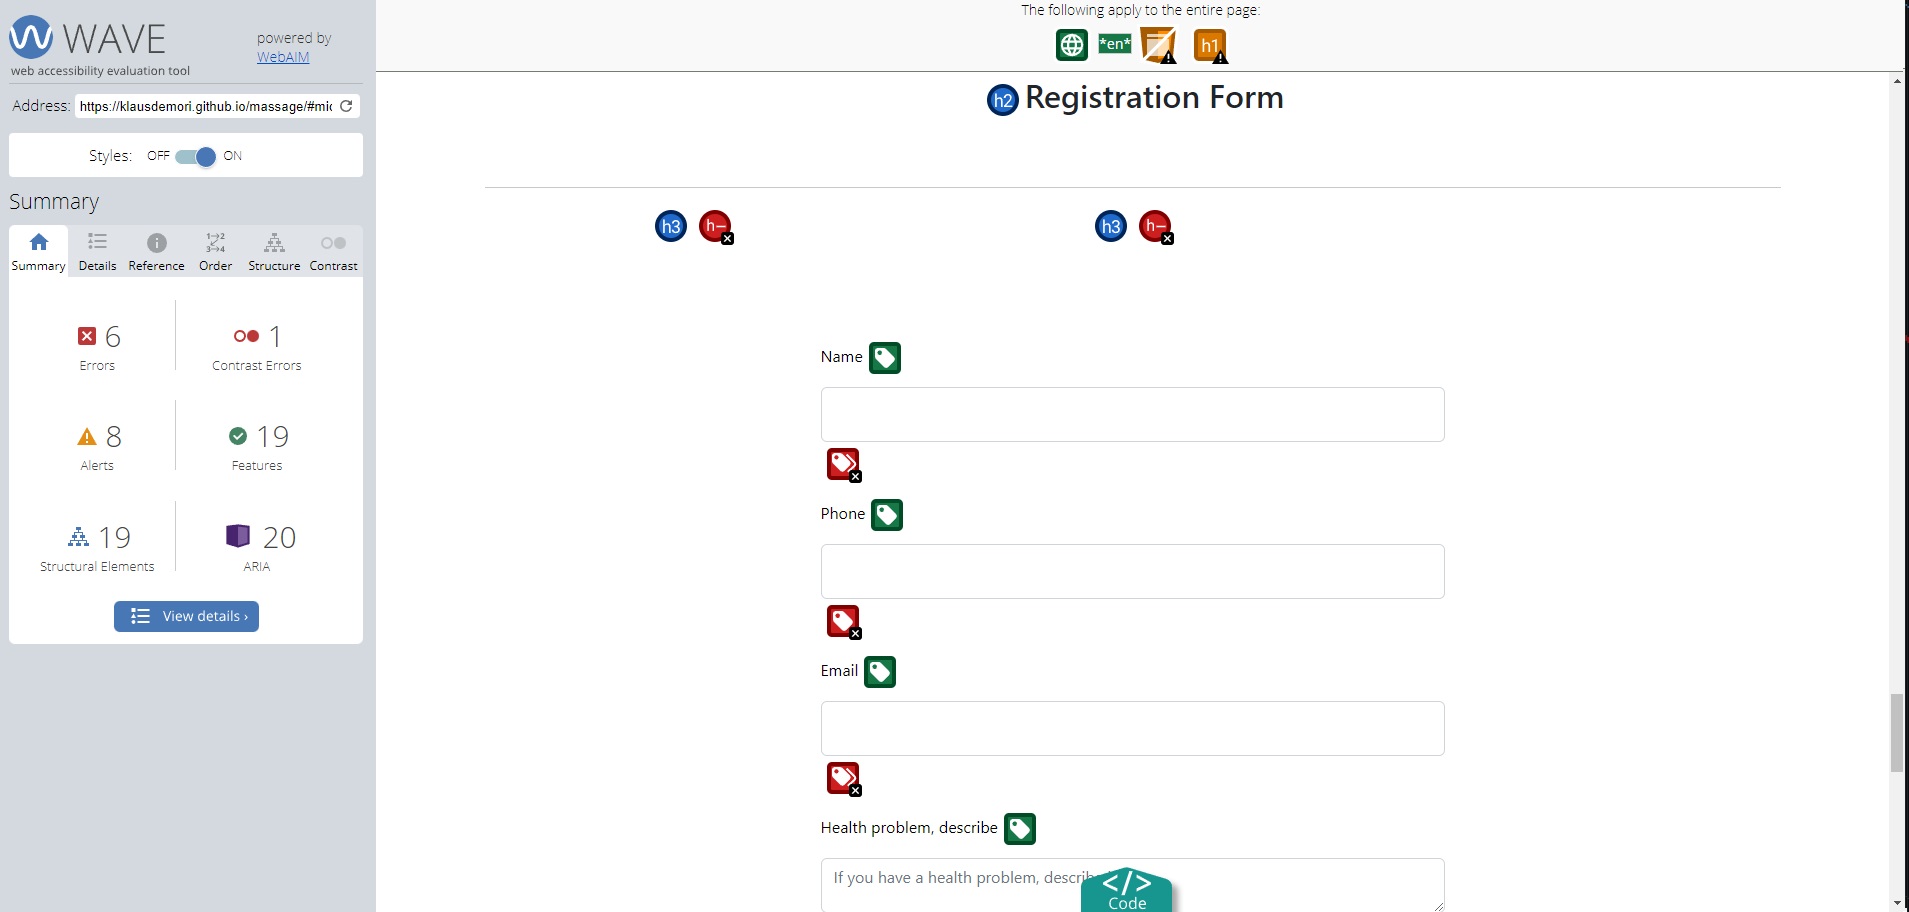 WAVE
powered by
WebAIM
web accessibility evaluation tool
Address: https://klausdemori.github.io/massage/#mic
Styles: OFF ON
Summary
Summary Details Reference Order Structure Contrast
6 1
Errors Contrast Errors
8 19
Alerts Features
19 20
Structural Elements ARIA
View details ›
The following apply to the entire page:
*en* h1
h2 Registration Form
h3 h– h3 h–
Name
Phone
Email
Health problem, describe
If you have a health problem, describ
</>
Code